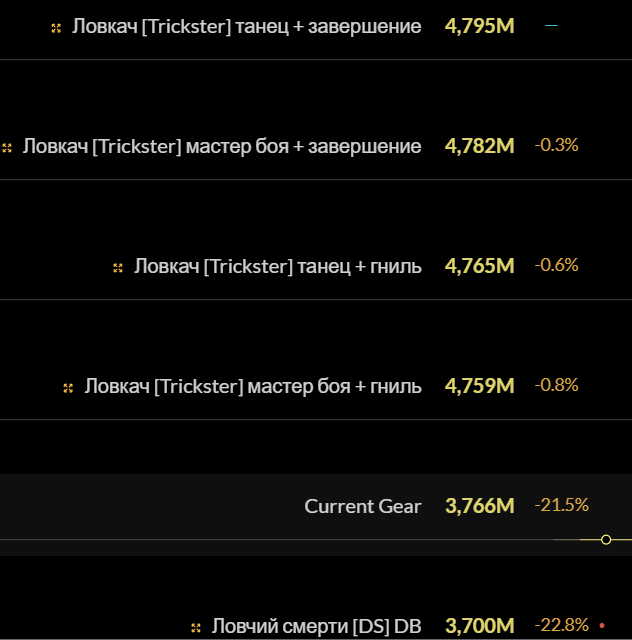 Ловкач [Trickster] танец + завершение 4,795M —
Ловкач [Trickster] мастер боя + завершение 4,782M -0.3%
Ловкач [Trickster] танец + гниль 4,765M -0.6%
Ловкач [Trickster] мастер боя + гниль 4,759M -0.8%
Current Gear 3,766M -21.5%
Ловчий смерти [DS] DB 3,700M -22.8%